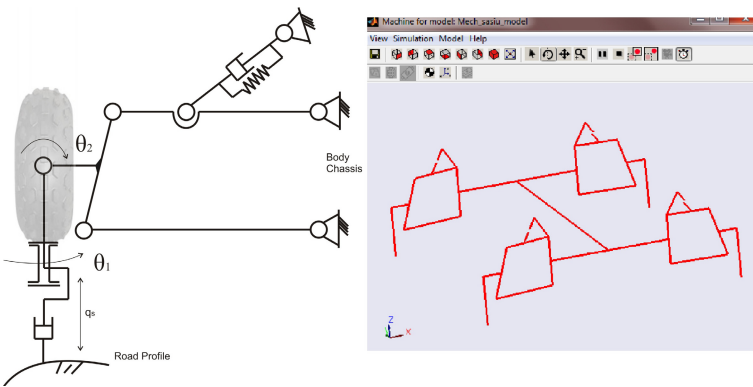 θ2
Body
Chassis
θ1
qs
Road Profile
Machine for model: Mech_sasiu_model
View Simulation Model Help
Z
X